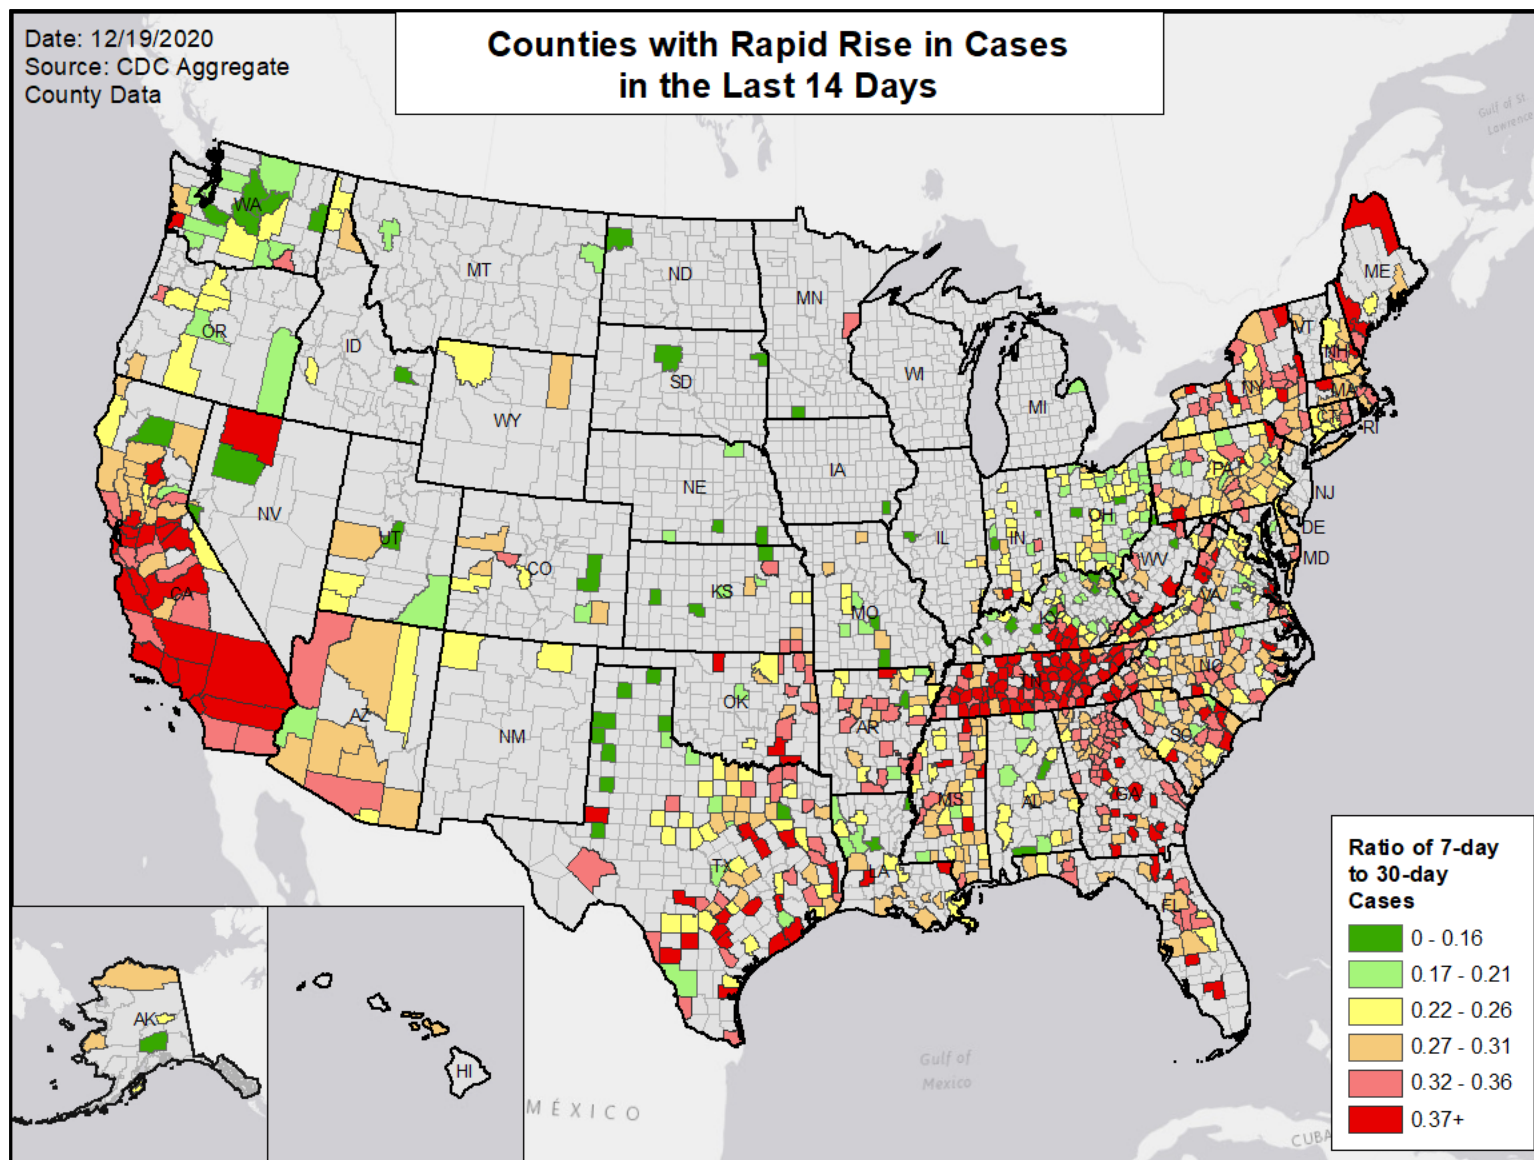 Date: 12/19/2020
Source: CDC Aggregate
County Data
Counties with Rapid Rise in Cases
in the Last 14 Days
Gulf of St.
Lawrence
WA
MT
ND
MN
ME
OR
ID
SD
WI
MI
VT
NH
NY
MA
CT
RI
WY
IA
PA
NJ
NE
NV
UT
CO
IL
IN
OH
DE
MD
WV
KS
MO
KY
VA
CA
AZ
NM
OK
AR
TN
NC
SC
MS
AL
GA
TX
LA
FL
AK
HI
Gulf of
Mexico
MÉXICO
CUBA
Ratio of 7-day
to 30-day
Cases
0 - 0.16
0.17 - 0.21
0.22 - 0.26
0.27 - 0.31
0.32 - 0.36
0.37+